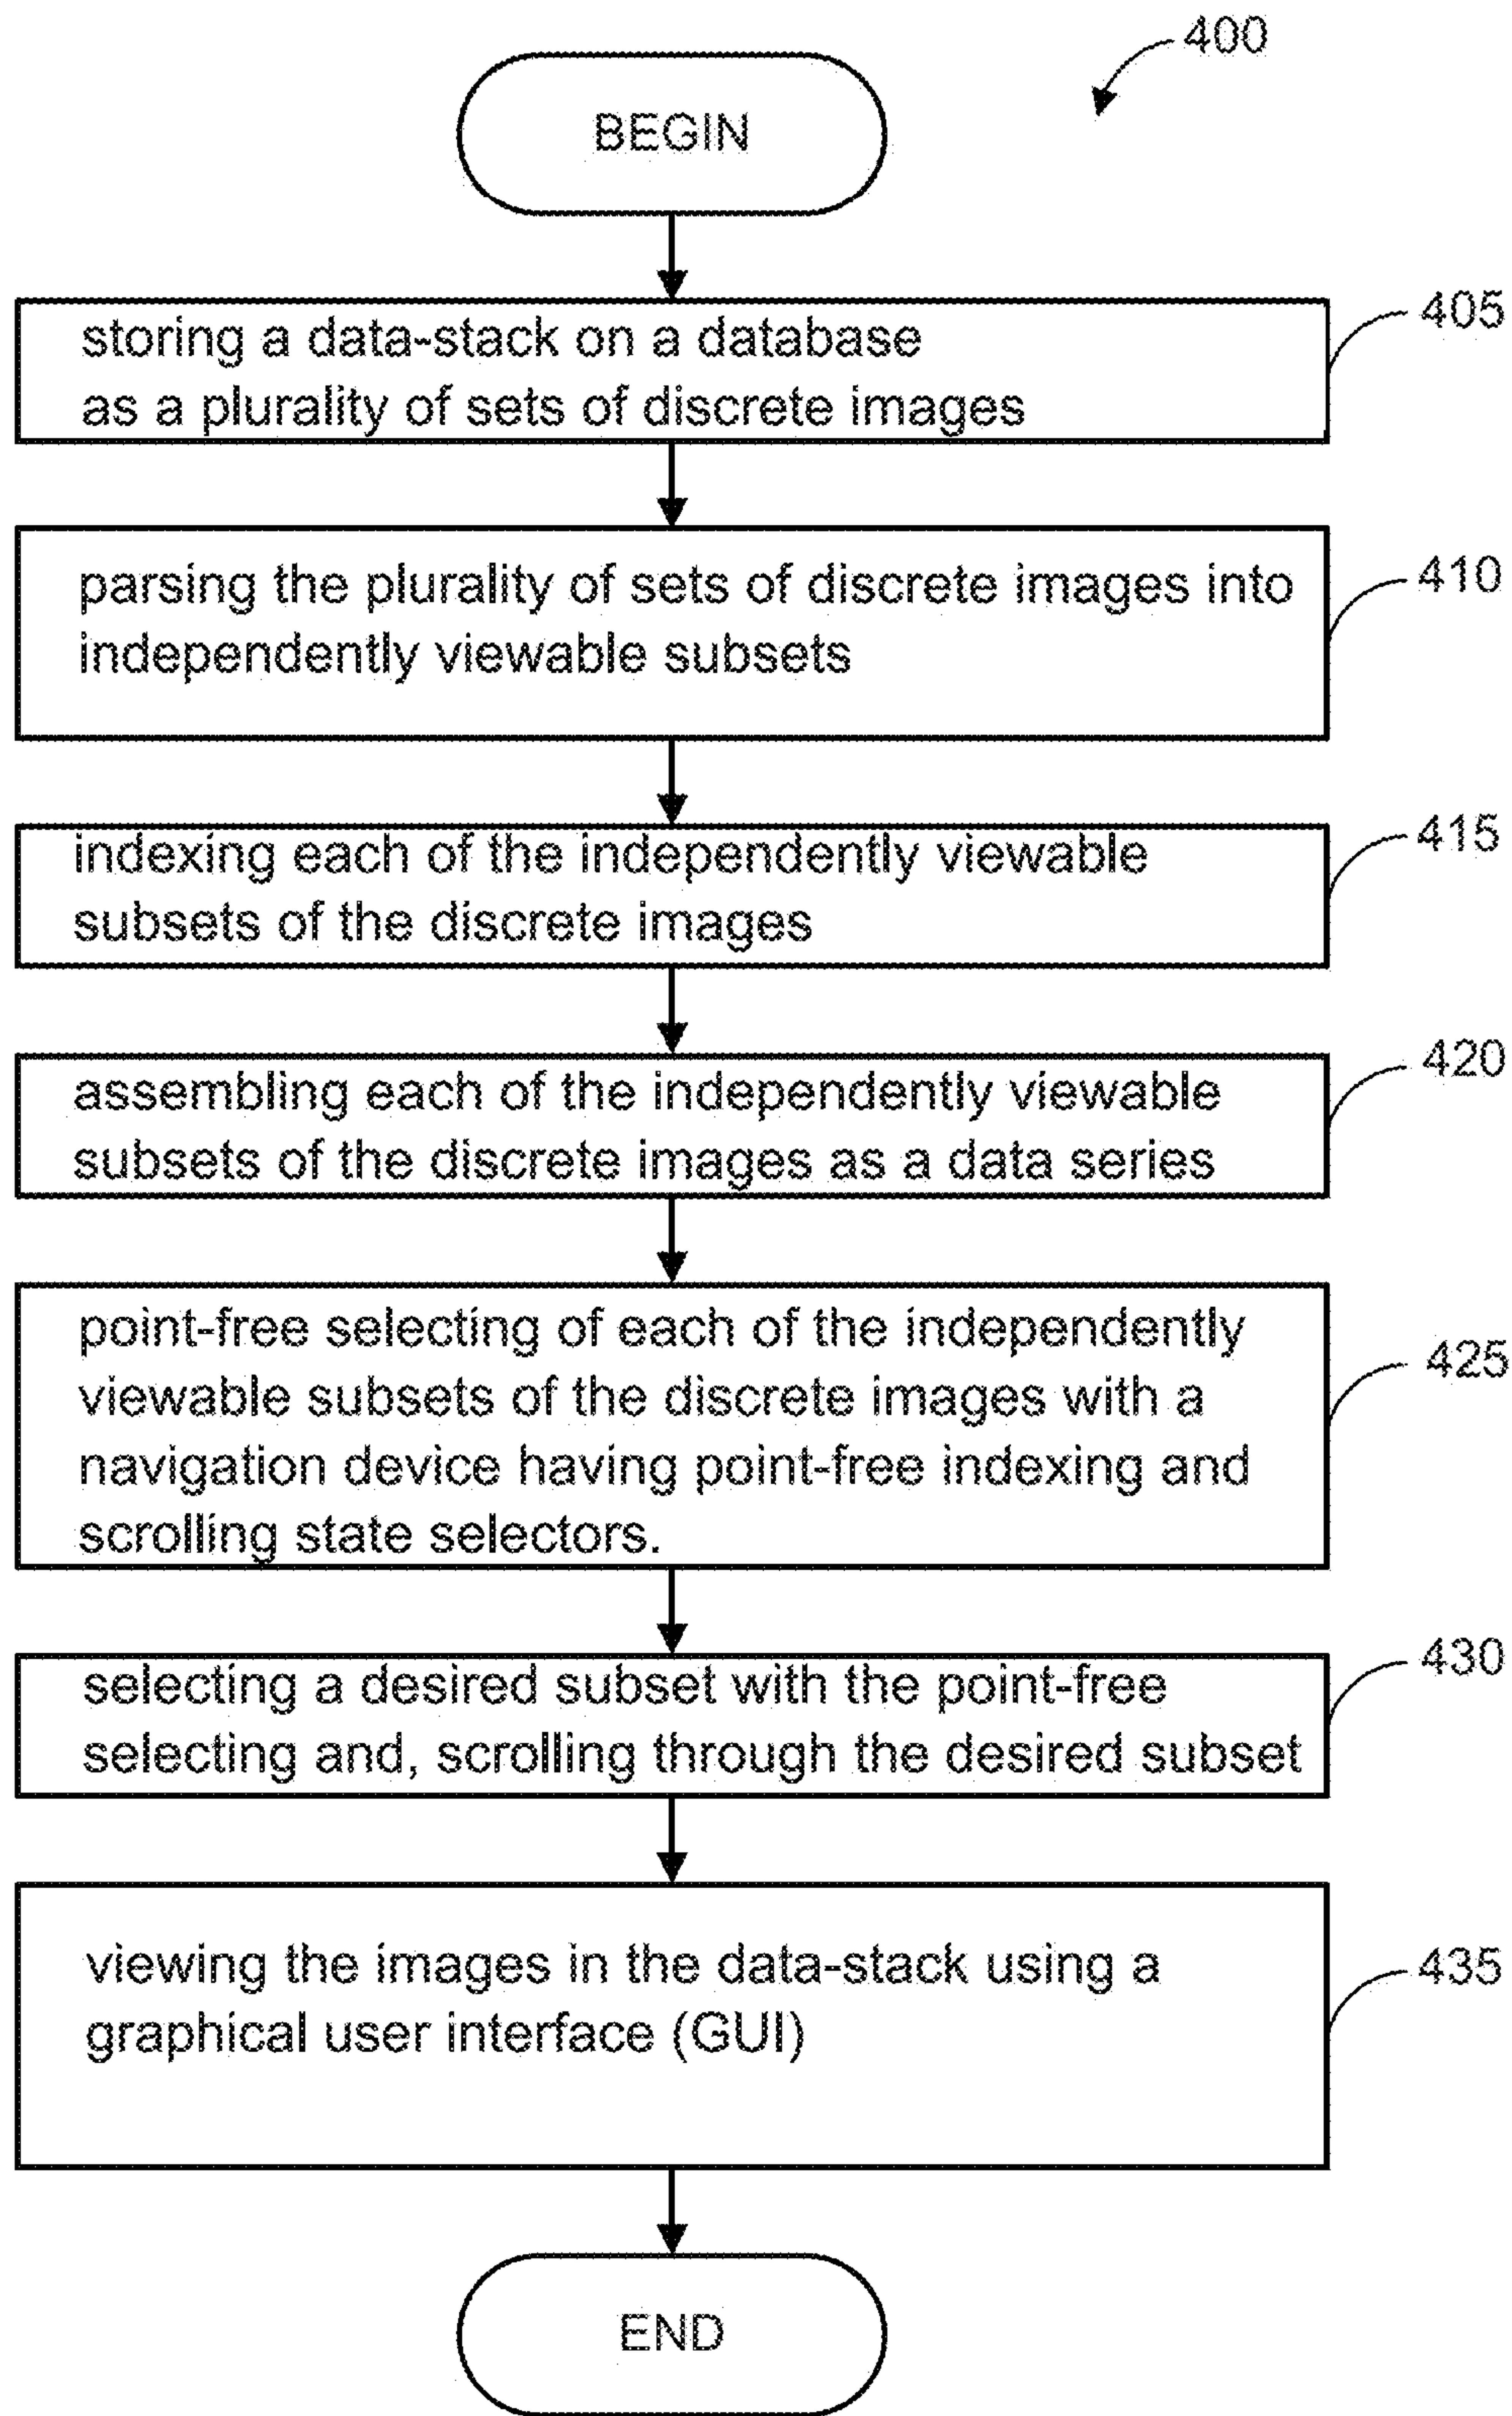 400
BEGIN
storing a data-stack on a database
as a plurality of sets of discrete images
405
parsing the plurality of sets of discrete images into
independently viewable subsets
410
indexing each of the independently viewable
subsets of the discrete images
415
assembling each of the independently viewable
subsets of the discrete images as a data series
420
point-free selecting of each of the independently
viewable subsets of the discrete images with a
navigation device having point-free indexing and
scrolling state selectors.
425
selecting a desired subset with the point-free
selecting and, scrolling through the desired subset
430
viewing the images in the data-stack using a
graphical user interface (GUI)
435
END